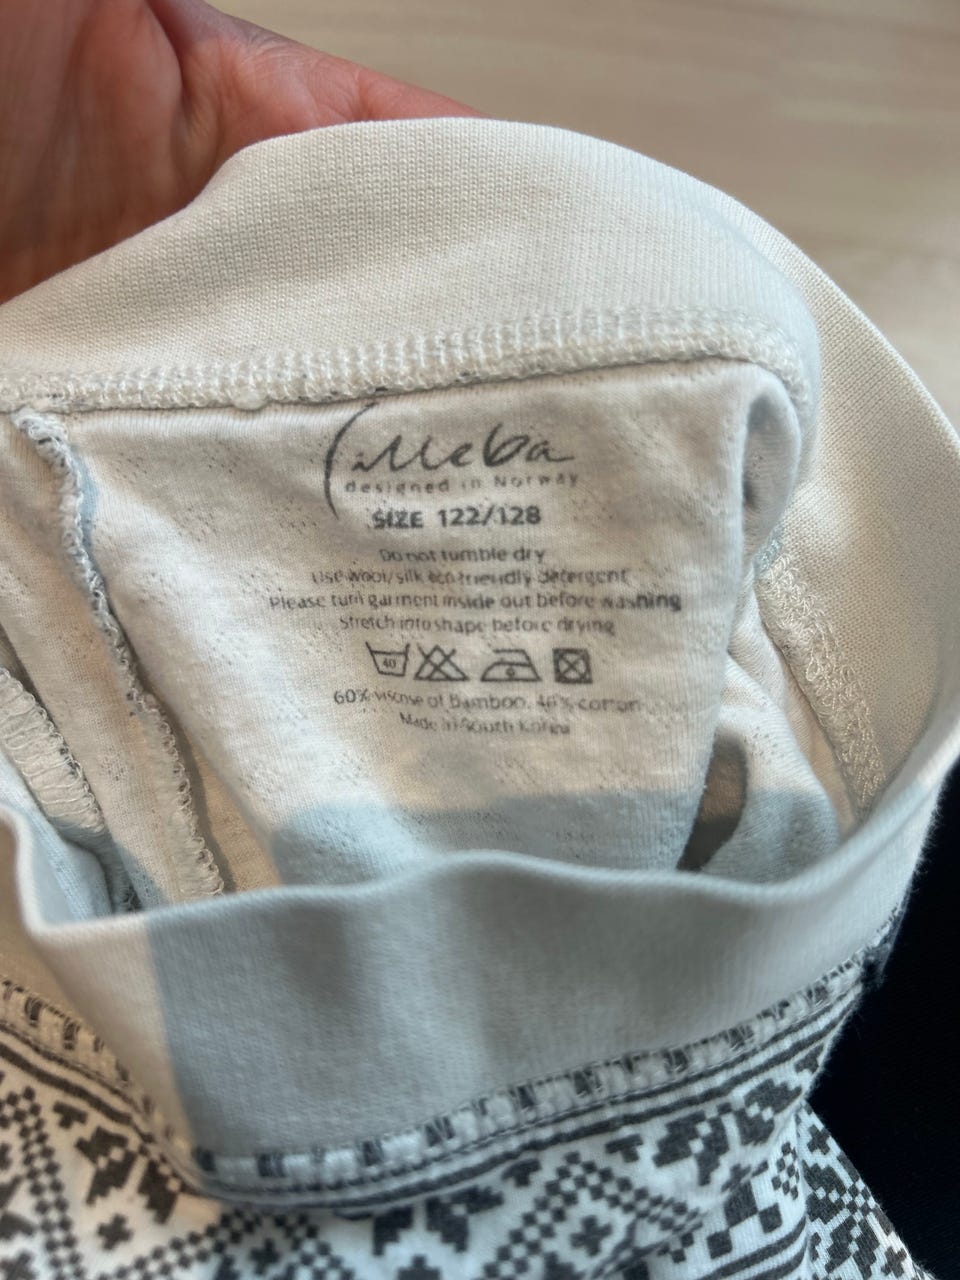 illeba
designed in Norway
SIZE 122/128
Do not tumble dry
Use wool/silk eco friendly detergent
Please turn garment inside out before washing
Stretch into shape before drying
40
60% viscose of Bamboo, 40% cotton
Made in South Korea